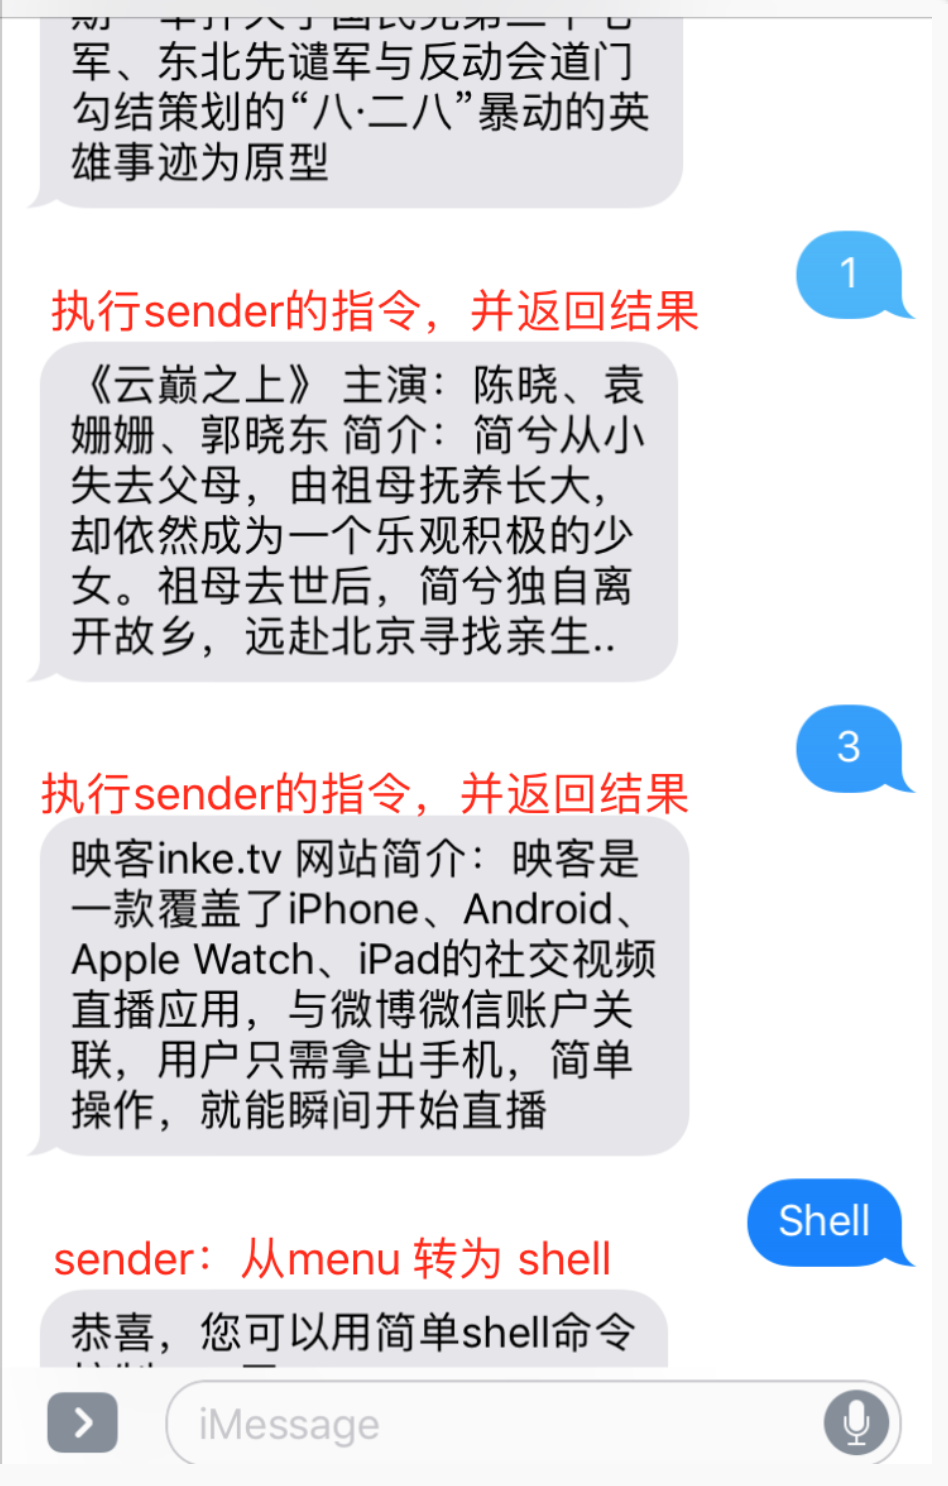 军、东北先谴军与反动会道门
勾结策划的“八·二八”暴动的英
雄事迹为原型
1
执行sender的指令，并返回结果
《云巅之上》 主演：陈晓、袁
姗姗、郭晓东 简介：简兮从小
失去父母，由祖母抚养长大，
却依然成为一个乐观积极的少
女。祖母去世后，简兮独自离
开故乡，远赴北京寻找亲生..
3
执行sender的指令，并返回结果
映客inke.tv 网站简介：映客是
一款覆盖了iPhone、Android、
Apple Watch、iPad的社交视频
直播应用，与微博微信账户关
联，用户只需拿出手机，简单
操作，就能瞬间开始直播
Shell
sender：从menu 转为 shell
恭喜，您可以用简单shell命令
iMessage